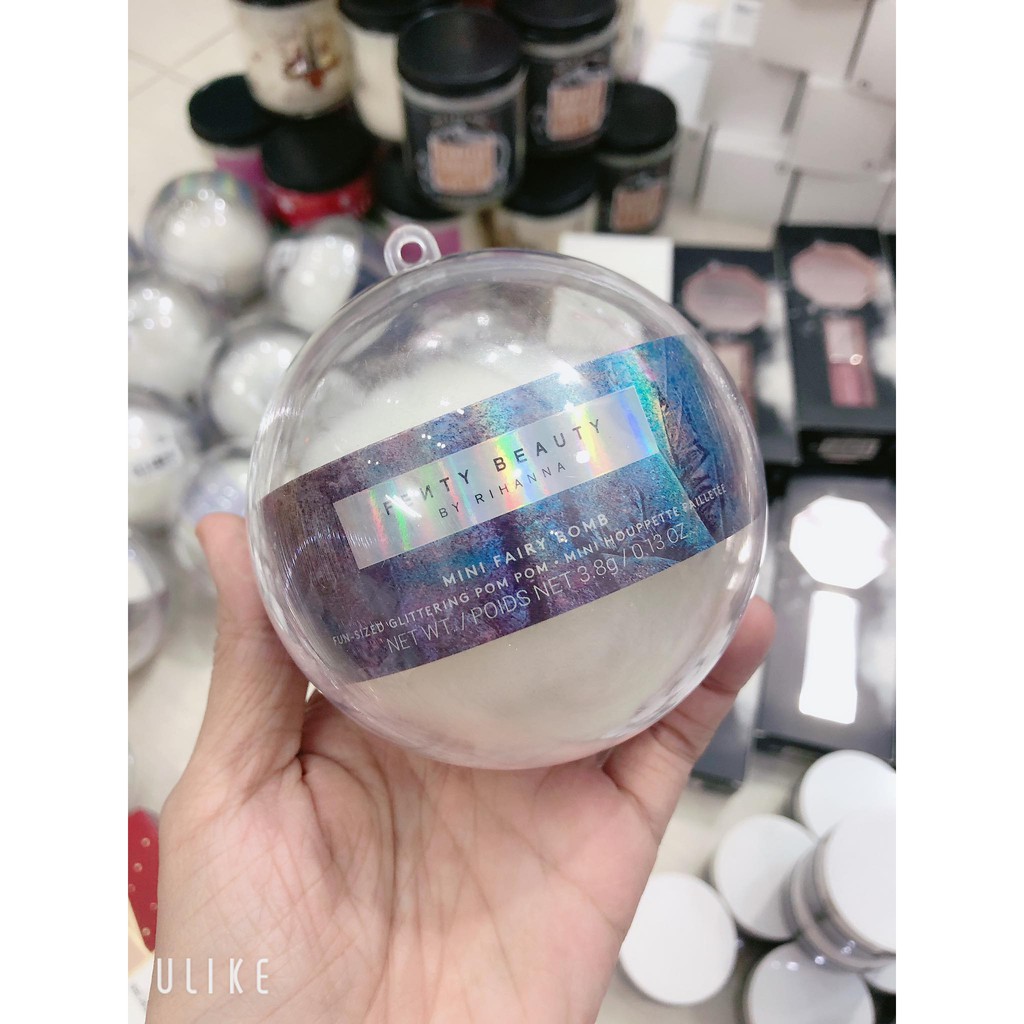 FEИTY BEAUTY
BY RIHANNA
MINI FAIRY BOMB
FUN-SIZED GLITTERING POM POM • MINI HOUPPETTE PAILLETÉE
NET WT. / POIDS NET 3.8g / 0.13 OZ.
ULIKE